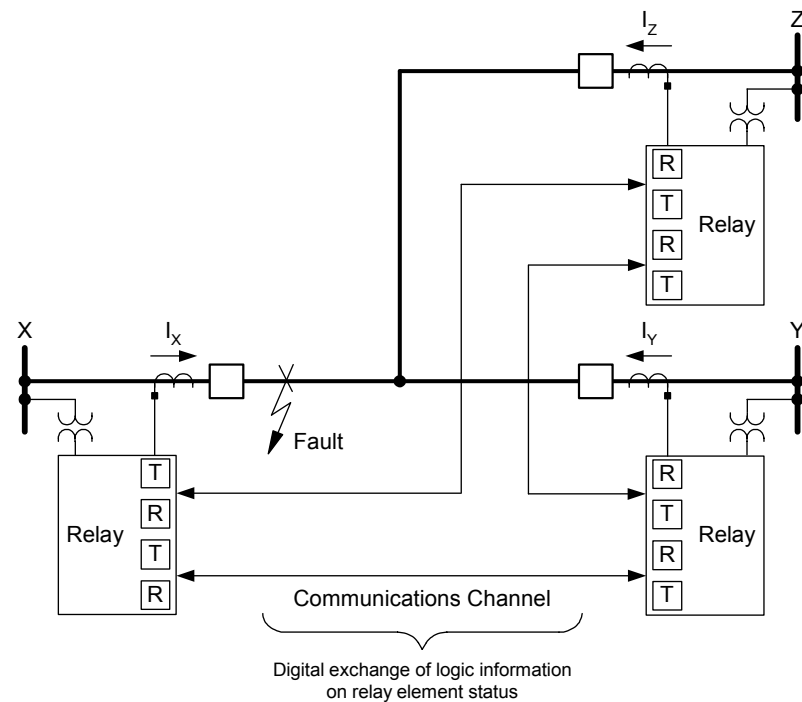 I_Z
Z
R
T
R
T
Relay
X
I_X
I_Y
Y
Fault
T
R
T
R
Relay
R
T
R
T
Relay
Communications Channel
Digital exchange of logic information
on relay element status